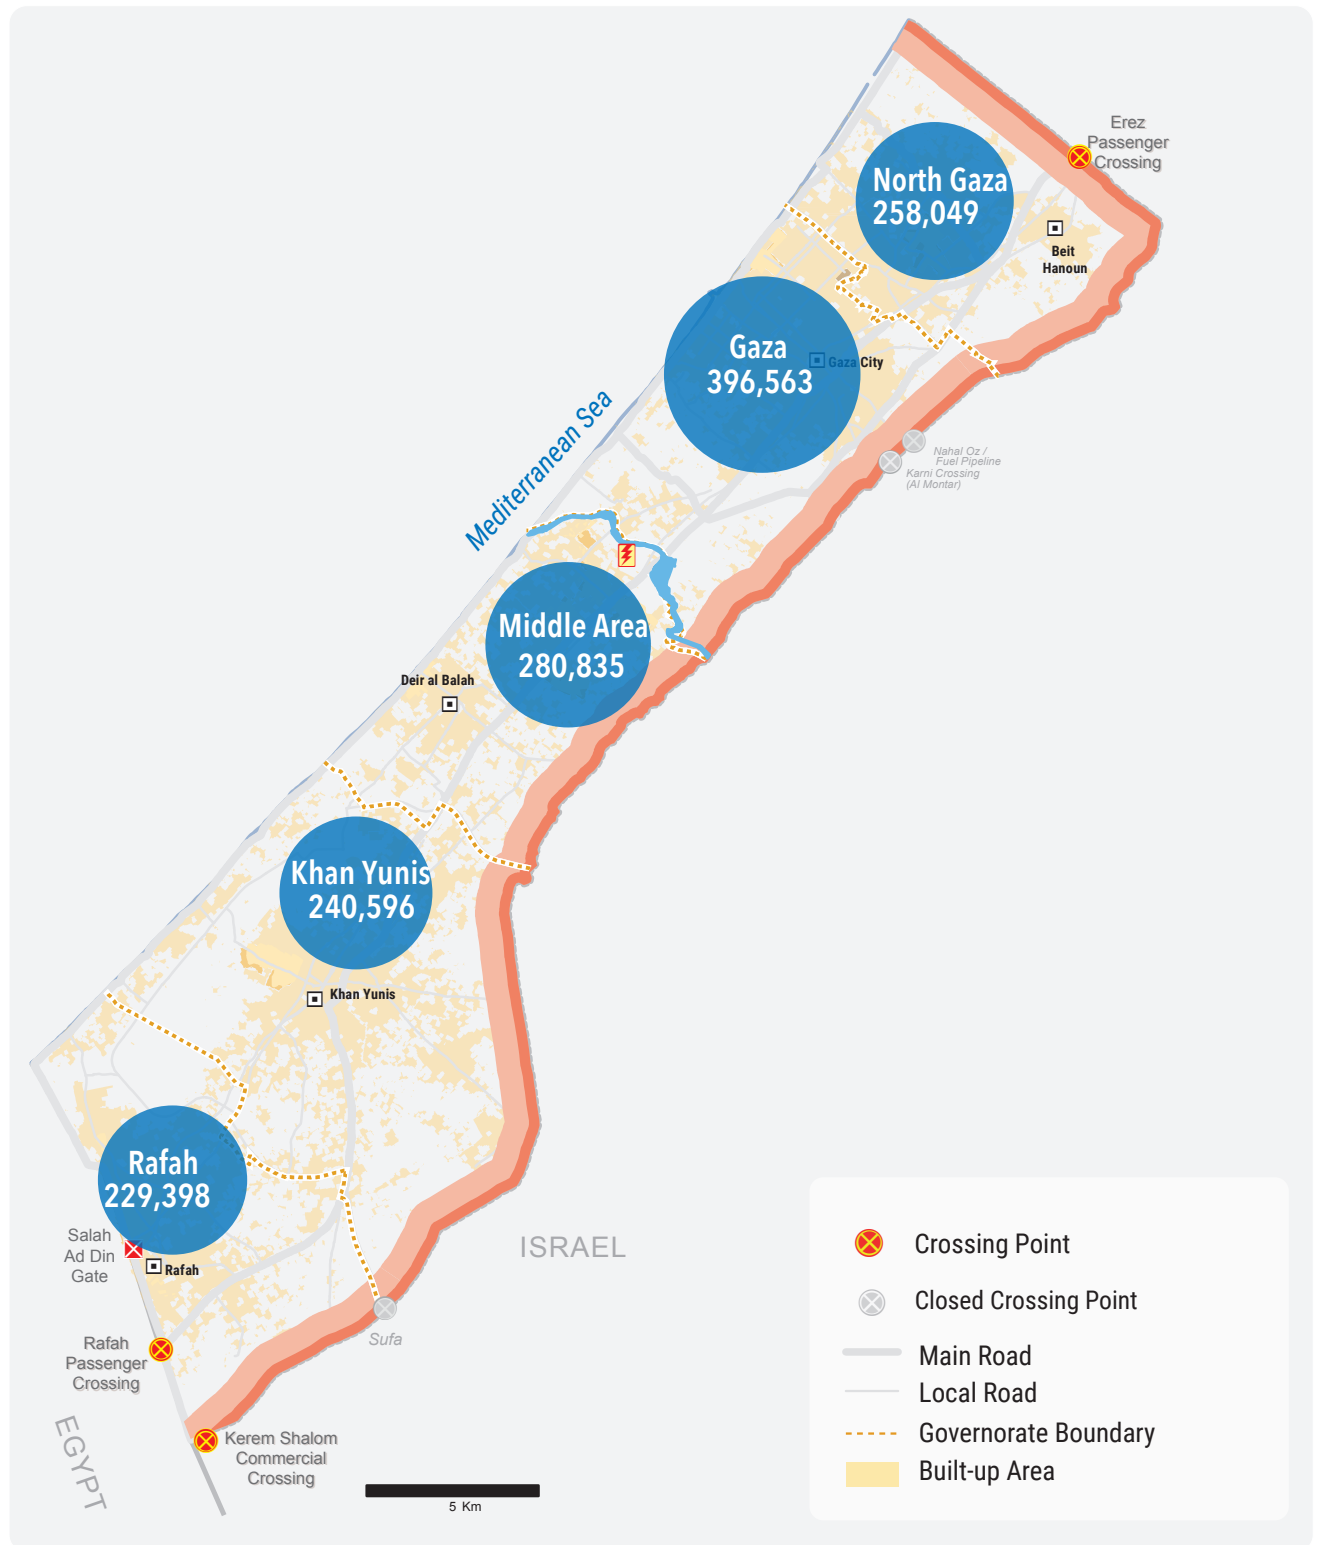 Erez
Passenger
Crossing
North Gaza
258,049
Beit
Hanoun
Gaza
396,563
Gaza City
Mediterranean Sea
Nahal Oz /
Fuel Pipeline
Karni Crossing
(Al Montar)
Middle Area
280,835
Deir al Balah
Khan Yunis
240,596
Khan Yunis
Rafah
229,398
Salah
Ad Din
Gate
Rafah
ISRAEL
Sufa
Rafah
Passenger
Crossing
EGYPT
Kerem Shalom
Commercial
Crossing
5 Km
Crossing Point
Closed Crossing Point
Main Road
Local Road
Governorate Boundary
Built-up Area